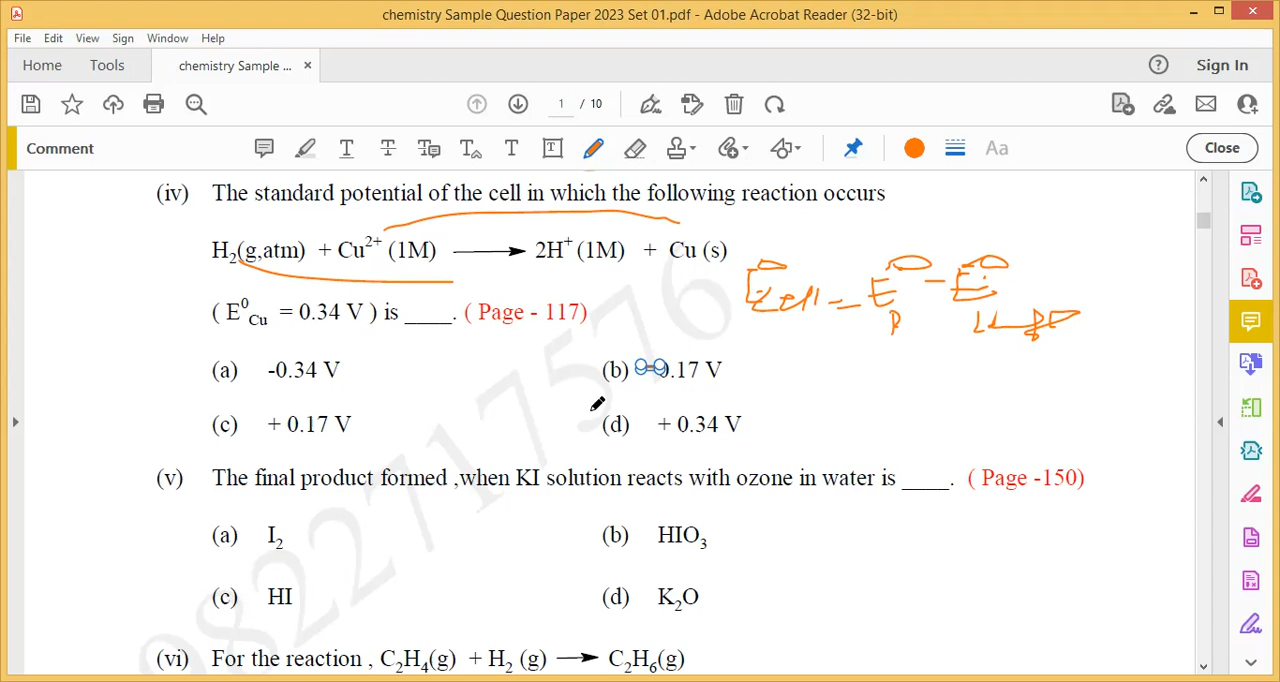 chemistry Sample Question Paper 2023 Set 01.pdf - Adobe Acrobat Reader (32-bit)
File Edit View Sign Window Help
Home Tools chemistry Sample ... × Sign In
1 / 10
Comment Close
(iv) The standard potential of the cell in which the following reaction occurs
H₂(g,atm) + Cu²⁺ (1M) ⟶ 2H⁺ (1M) + Cu (s)
( E⁰Cu = 0.34 V ) is ____. ( Page - 117)
(a) -0.34 V (b) 0.17 V
(c) + 0.17 V (d) + 0.34 V
(v) The final product formed ,when KI solution reacts with ozone in water is ____. ( Page -150)
(a) I₂ (b) HIO₃
(c) HI (d) K₂O
(vi) For the reaction , C₂H₄(g) + H₂ (g) ⟶ C₂H₆(g)
9822717576